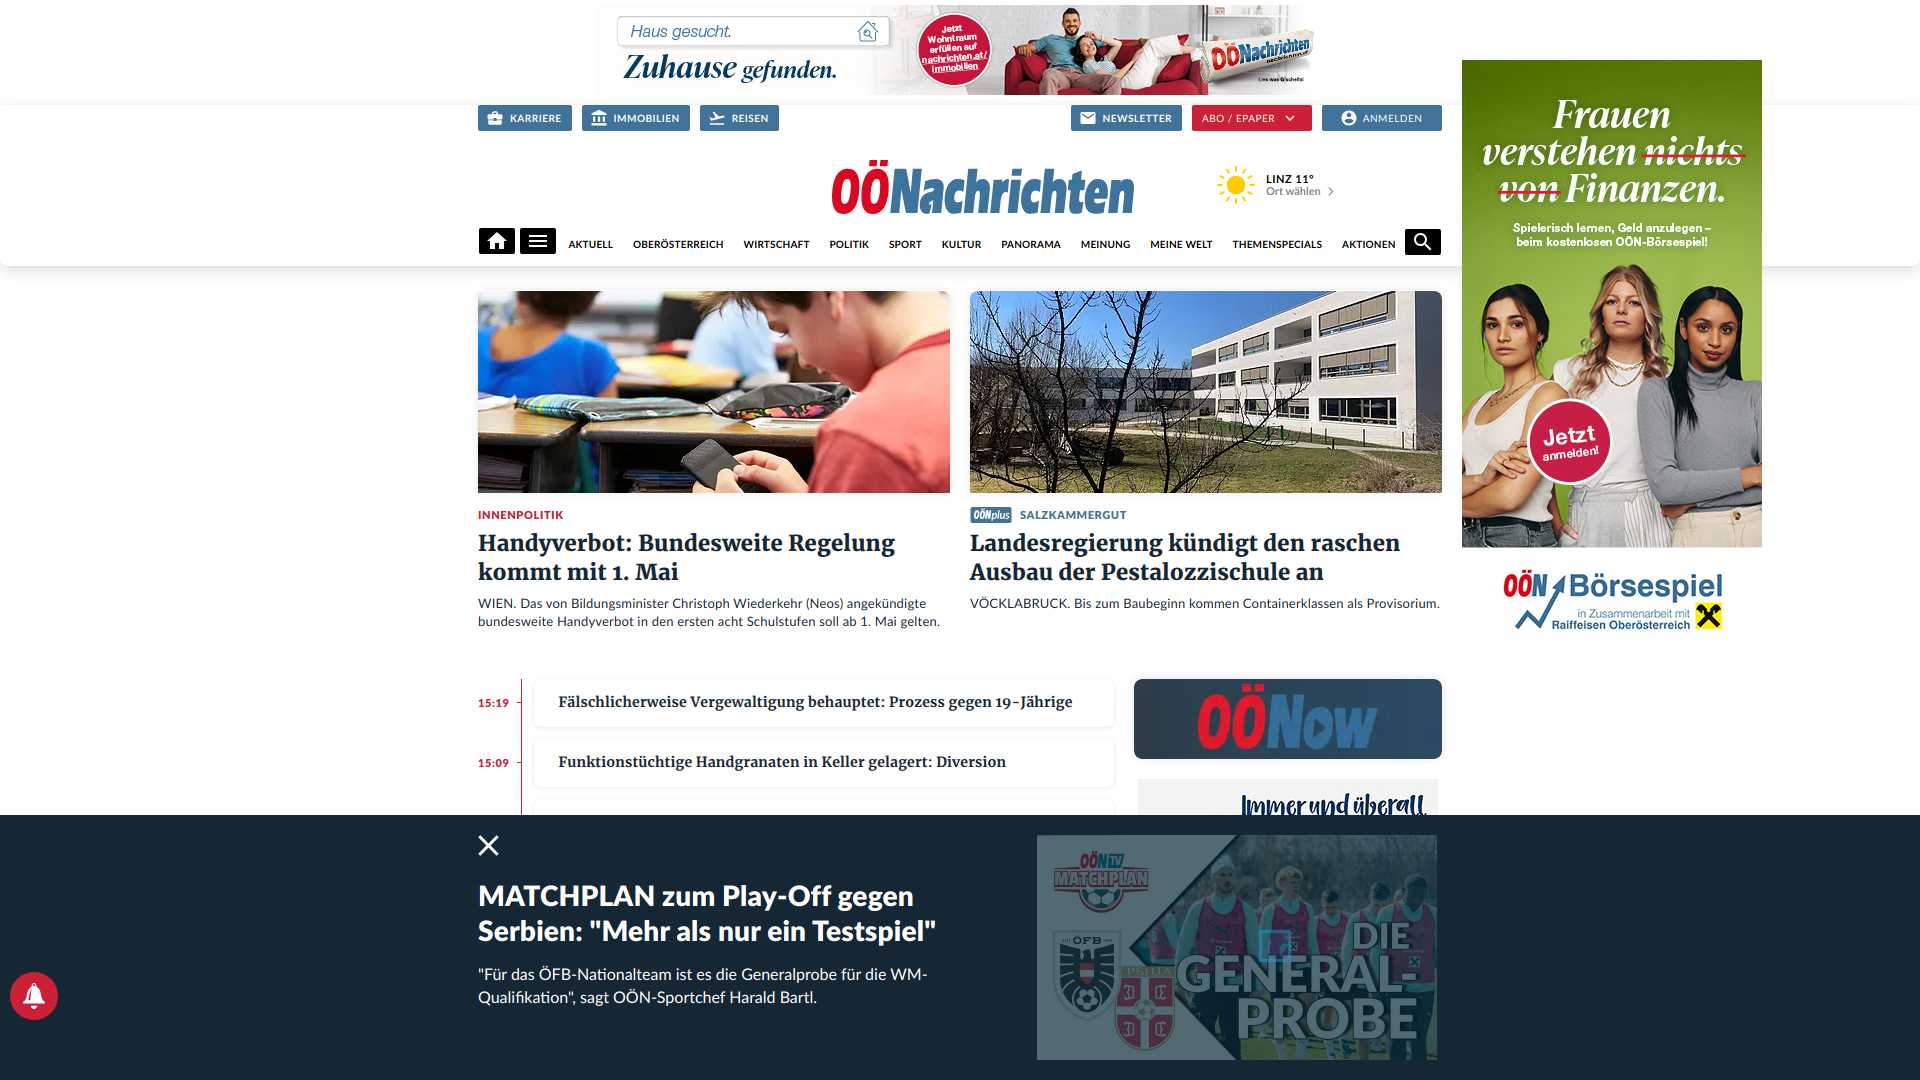 Haus gesucht.
Zuhause gefunden.
Jetzt
Wohntraum
erfüllen auf
nachrichten.at/
immobilien
OÖNachrichten
Lies was G'scheits!
KARRIERE
IMMOBILIEN
REISEN
NEWSLETTER
ABO / EPAPER
ANMELDEN
OÖNachrichten
LINZ 11°
Ort wählen
AKTUELL
OBERÖSTERREICH
WIRTSCHAFT
POLITIK
SPORT
KULTUR
PANORAMA
MEINUNG
MEINE WELT
THEMENSPECIALS
AKTIONEN
Frauen
verstehen nichts
von Finanzen.
Spielerisch lernen, Geld anzulegen –
beim kostenlosen OÖN-Börsespiel!
Jetzt
anmelden!
OÖN Börsespiel
in Zusammenarbeit mit
Raiffeisen Oberösterreich
INNENPOLITIK
Handyverbot: Bundesweite Regelung
kommt mit 1. Mai
WIEN. Das von Bildungsminister Christoph Wiederkehr (Neos) angekündigte
bundesweite Handyverbot in den ersten acht Schulstufen soll ab 1. Mai gelten.
OÖNplus SALZKAMMERGUT
Landesregierung kündigt den raschen
Ausbau der Pestalozzischule an
VÖCKLABRUCK. Bis zum Baubeginn kommen Containerklassen als Provisorium.
15:19 Fälschlicherweise Vergewaltigung behauptet: Prozess gegen 19-Jährige
15:09 Funktionstüchtige Handgranaten in Keller gelagert: Diversion
OÖNow
Immer und überall
MATCHPLAN zum Play-Off gegen
Serbien: "Mehr als nur ein Testspiel"
"Für das ÖFB-Nationalteam ist es die Generalprobe für die WM-
Qualifikation", sagt OÖN-Sportchef Harald Bartl.
OÖN TV
MATCHPLAN
ÖFB
DIE
GENERAL-
PROBE